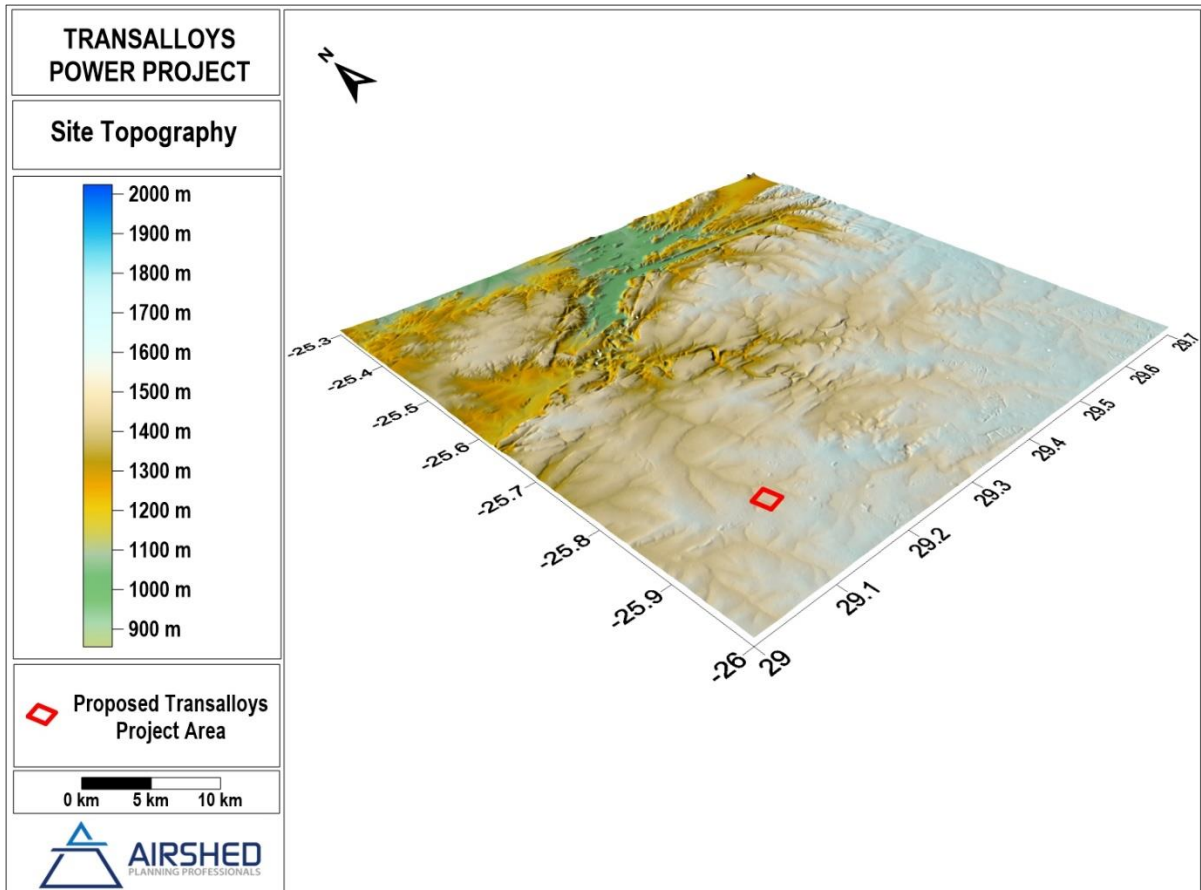 TRANSALLOYS
POWER PROJECT
Site Topography
2000 m
1900 m
1800 m
1700 m
1600 m
1500 m
1400 m
1300 m
1200 m
1100 m
1000 m
900 m
Proposed Transalloys
Project Area
0 km 5 km 10 km
AIRSHED
PLANNING PROFESSIONALS
N
-25.3
-25.4
-25.5
-25.6
-25.7
-25.8
-25.9
-26
29
29.1
29.2
29.3
29.4
29.5
29.6
29.7